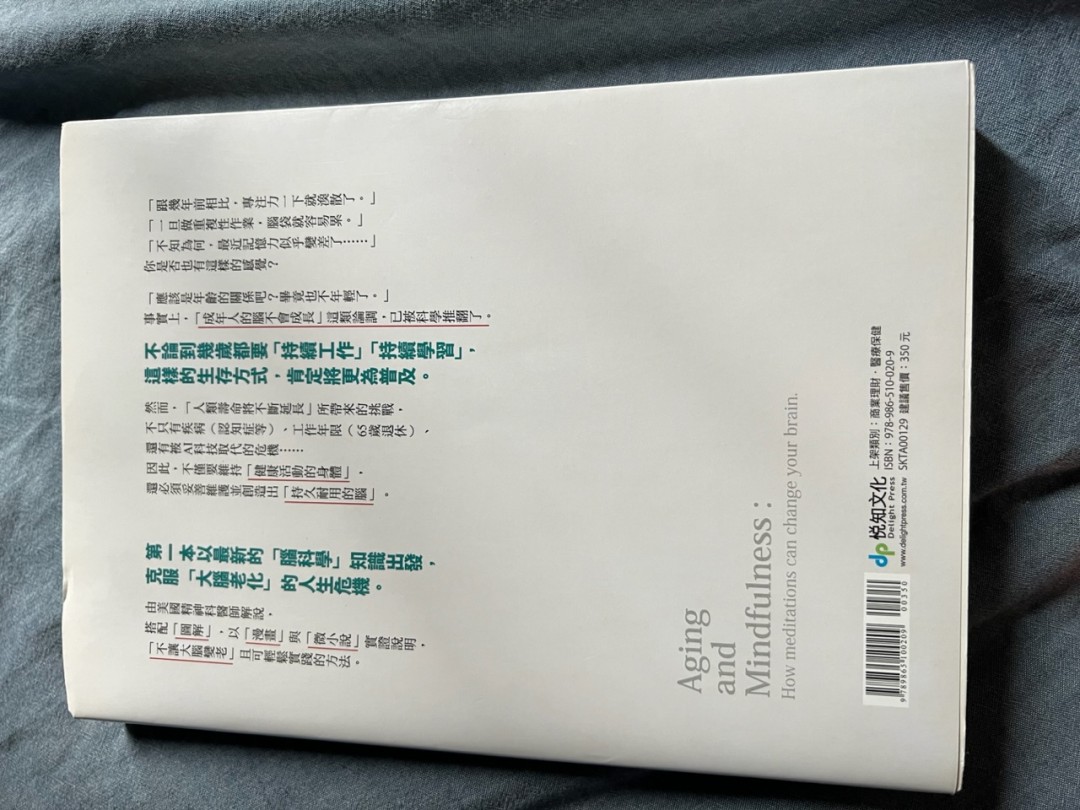 「跟幾年前相比，專注力一下就渙散了。」
「一旦做重複性作業，腦袋就容易累。」
「不知為何，最近記憶力似乎變差了……」
你是否也有這樣的感覺？
「應該是年齡的關係吧？畢竟也不年輕了。」
事實上，「成年人的腦不會成長」這類論調，已被科學推翻了。
不論到幾歲都要「持續工作」「持續學習」，
這樣的生存方式，肯定將更為普及。
然而，「人類壽命將不斷延長」所帶來的挑戰，
不只有疾病（認知症等）、工作年限（65歲退休）、
還有被AI科技取代的危機……
因此，不僅要維持「健康活動的身體」，
還必須妥善維護並創造出「持久耐用的腦」。
第一本以最新的「腦科學」知識出發，
克服「大腦老化」的人生危機。
由美國精神科醫師解說，
搭配「圖解」，以「漫畫」與「微小說」實證說明，
「不讓大腦變老」且可輕鬆實踐的方法。
Aging
and
Mindfulness：
How meditations can change your brain.
9 789865 100209
00350
dp 悦知文化
Delight Press
www.delightpress.com.tw
上架類別：商業理財．醫療保健
ISBN：978-986-510-020-9
SKTA00129 建議售價：350 元